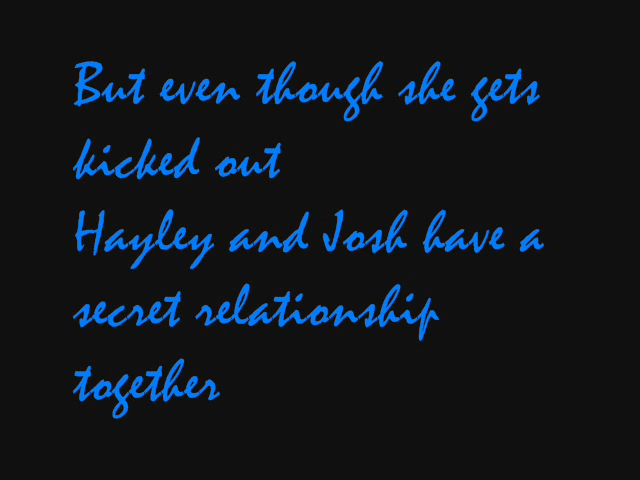 But even though she gets
kicked out
Hayley and Josh have a
secret relationship
together